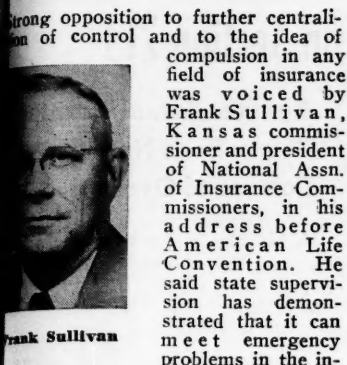 Strong opposition to further centrali-
of control and to the idea of
compulsion in any
field of insurance
was voiced by
Frank Sullivan,
Kansas commis-
sioner and president
of National Assn.
of Insurance Com-
missioners, in his
address before
American Life
Convention. He
said state supervi-
sion has demon-
strated that it can
meet emergency
problems in the in-
Frank Sullivan